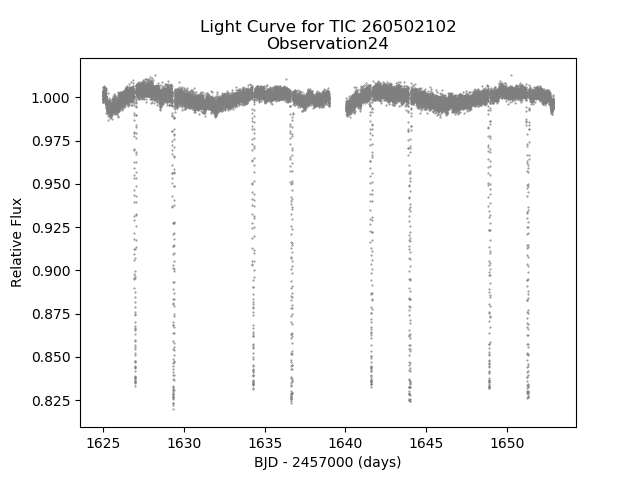 Light Curve for TIC 260502102
Observation24
1.000
0.975
0.950
0.925
0.900
0.875
0.850
0.825
Relative Flux
1625 1630 1635 1640 1645 1650
BJD - 2457000 (days)